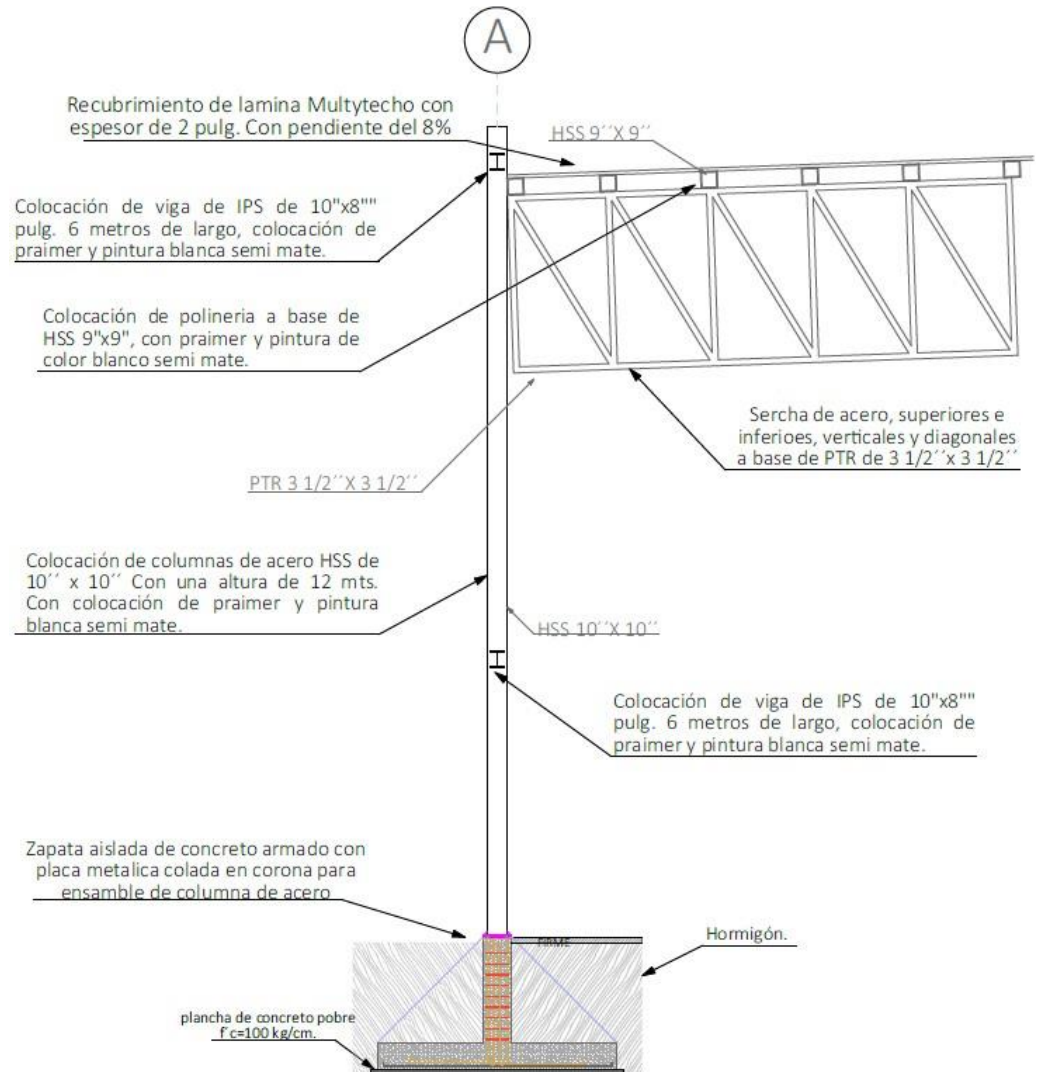 A
Recubrimiento de lamina Multytecho con
espesor de 2 pulg. Con pendiente del 8%
HSS 9´´X 9´´
Colocación de viga de IPS de 10"x8""
pulg. 6 metros de largo, colocación de
praimer y pintura blanca semi mate.
Colocación de polineria a base de
HSS 9"x9", con praimer y pintura de
color blanco semi mate.
Sercha de acero, superiores e
inferioes, verticales y diagonales
a base de PTR de 3 1/2´´x 3 1/2´´
PTR 3 1/2´´X 3 1/2´´
Colocación de columnas de acero HSS de
10´´ x 10´´ Con una altura de 12 mts.
Con colocación de praimer y pintura
blanca semi mate.
HSS 10´´X 10´´
Colocación de viga de IPS de 10"x8""
pulg. 6 metros de largo, colocación de
praimer y pintura blanca semi mate.
Zapata aislada de concreto armado con
placa metalica colada en corona para
ensamble de columna de acero
FIRME
Hormigón.
plancha de concreto pobre
f´c=100 kg/cm.